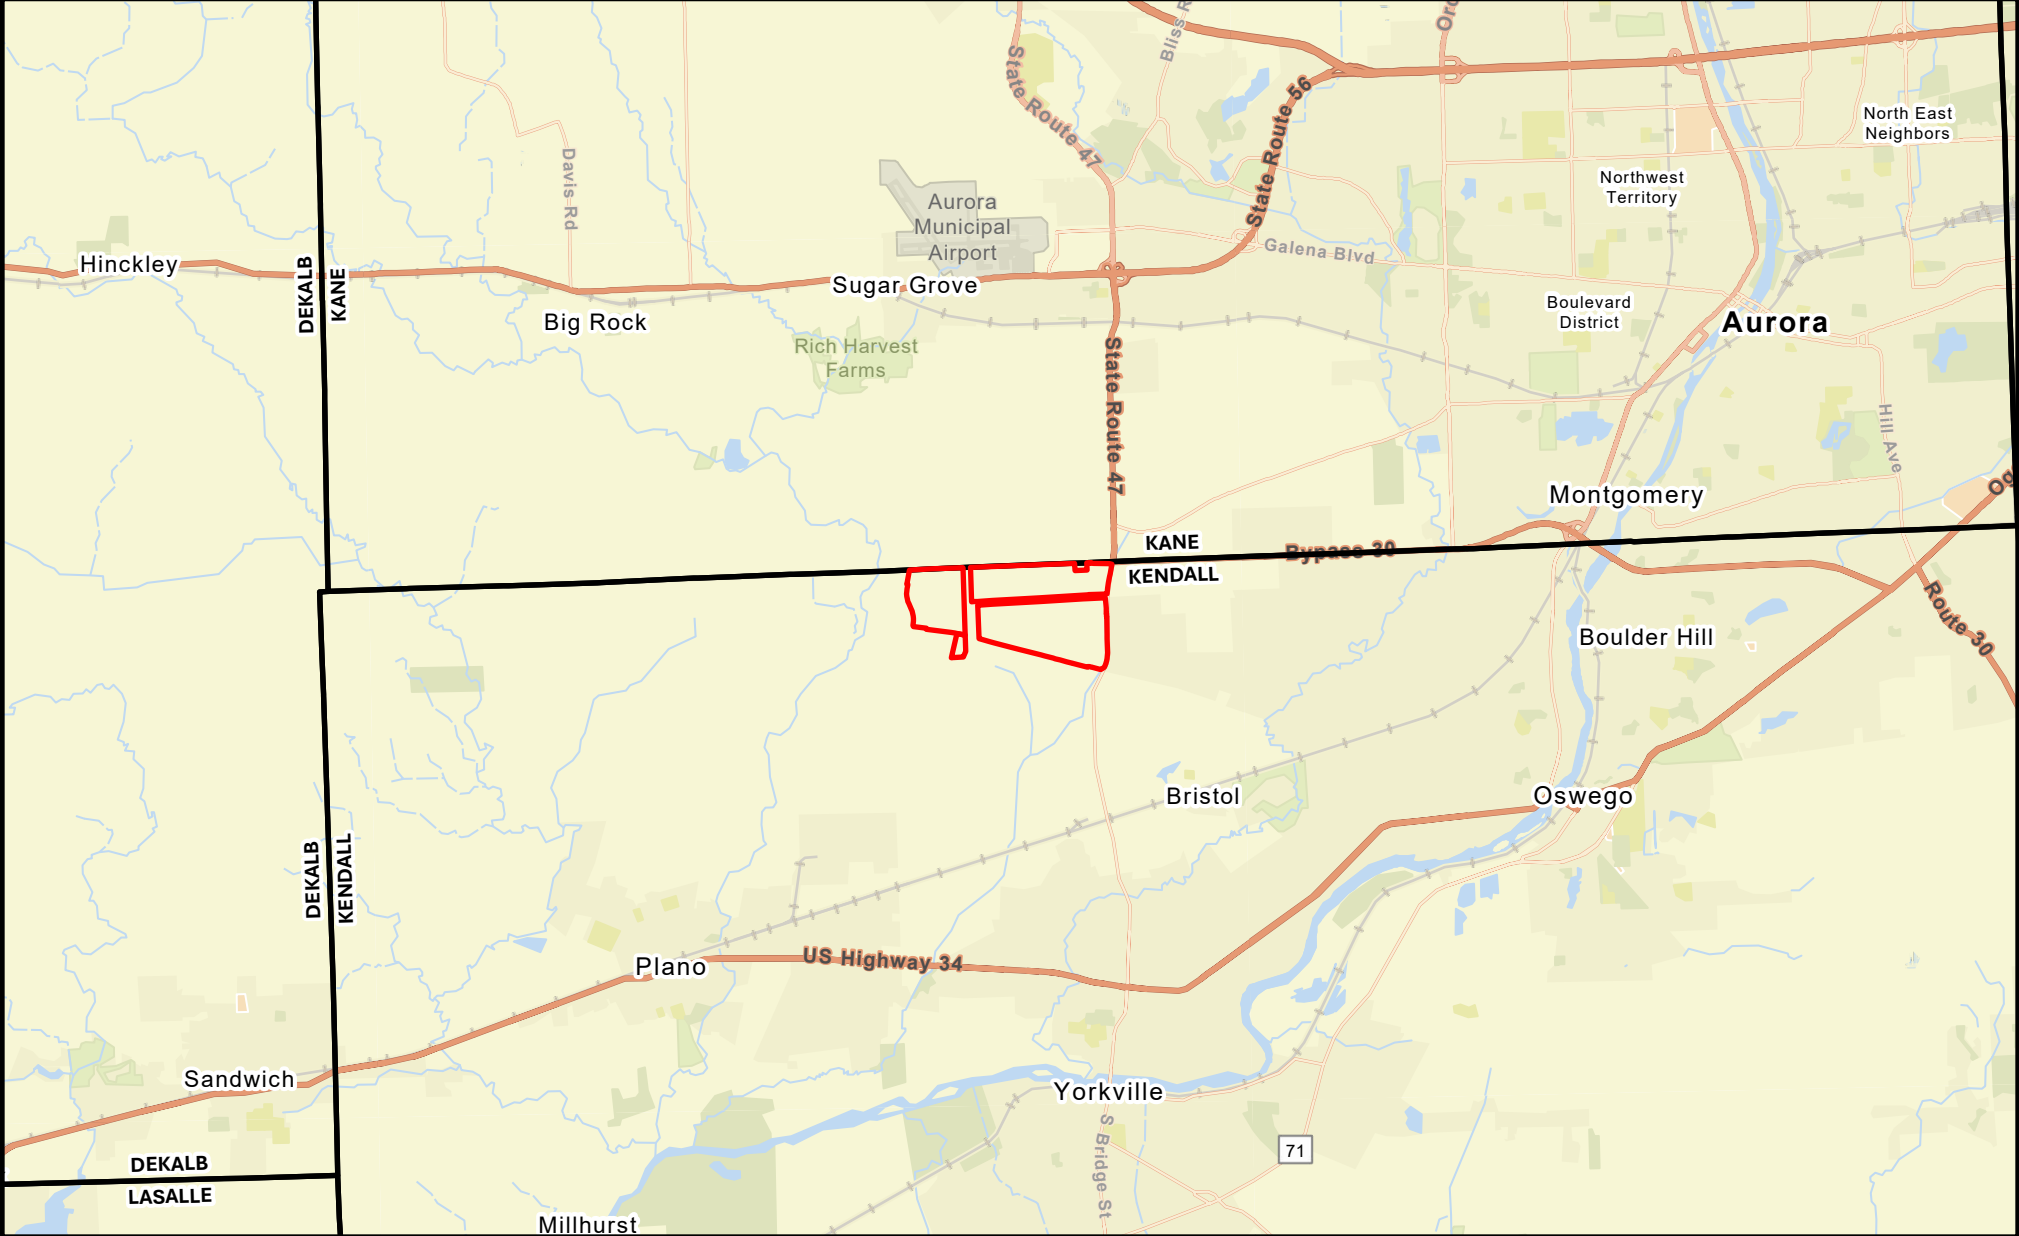 State Route 47
State Route 56
North East
Neighbors
Northwest
Territory
Davis Rd
Aurora
Municipal
Airport
Galena Blvd
Hinckley
DEKALB
KANE
Sugar Grove
Big Rock
Boulevard
District
Aurora
Rich Harvest
Farms
State Route 47
Hill Ave
Montgomery
KANE
Bypass 30
KENDALL
Route 30
Boulder Hill
Bristol
Oswego
DEKALB
KENDALL
Plano
US Highway 34
Sandwich
Yorkville
S Bridge St
71
DEKALB
LASALLE
Millhurst